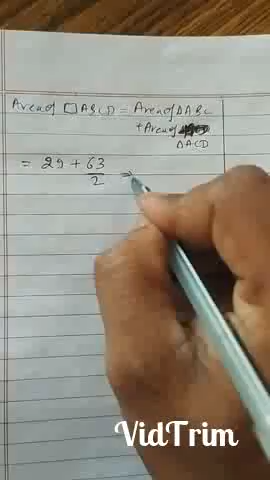 Area of □ABCD = Area of ΔABC
+ Area of
ΔACD
= 29 + 63/2 =
VidTrim